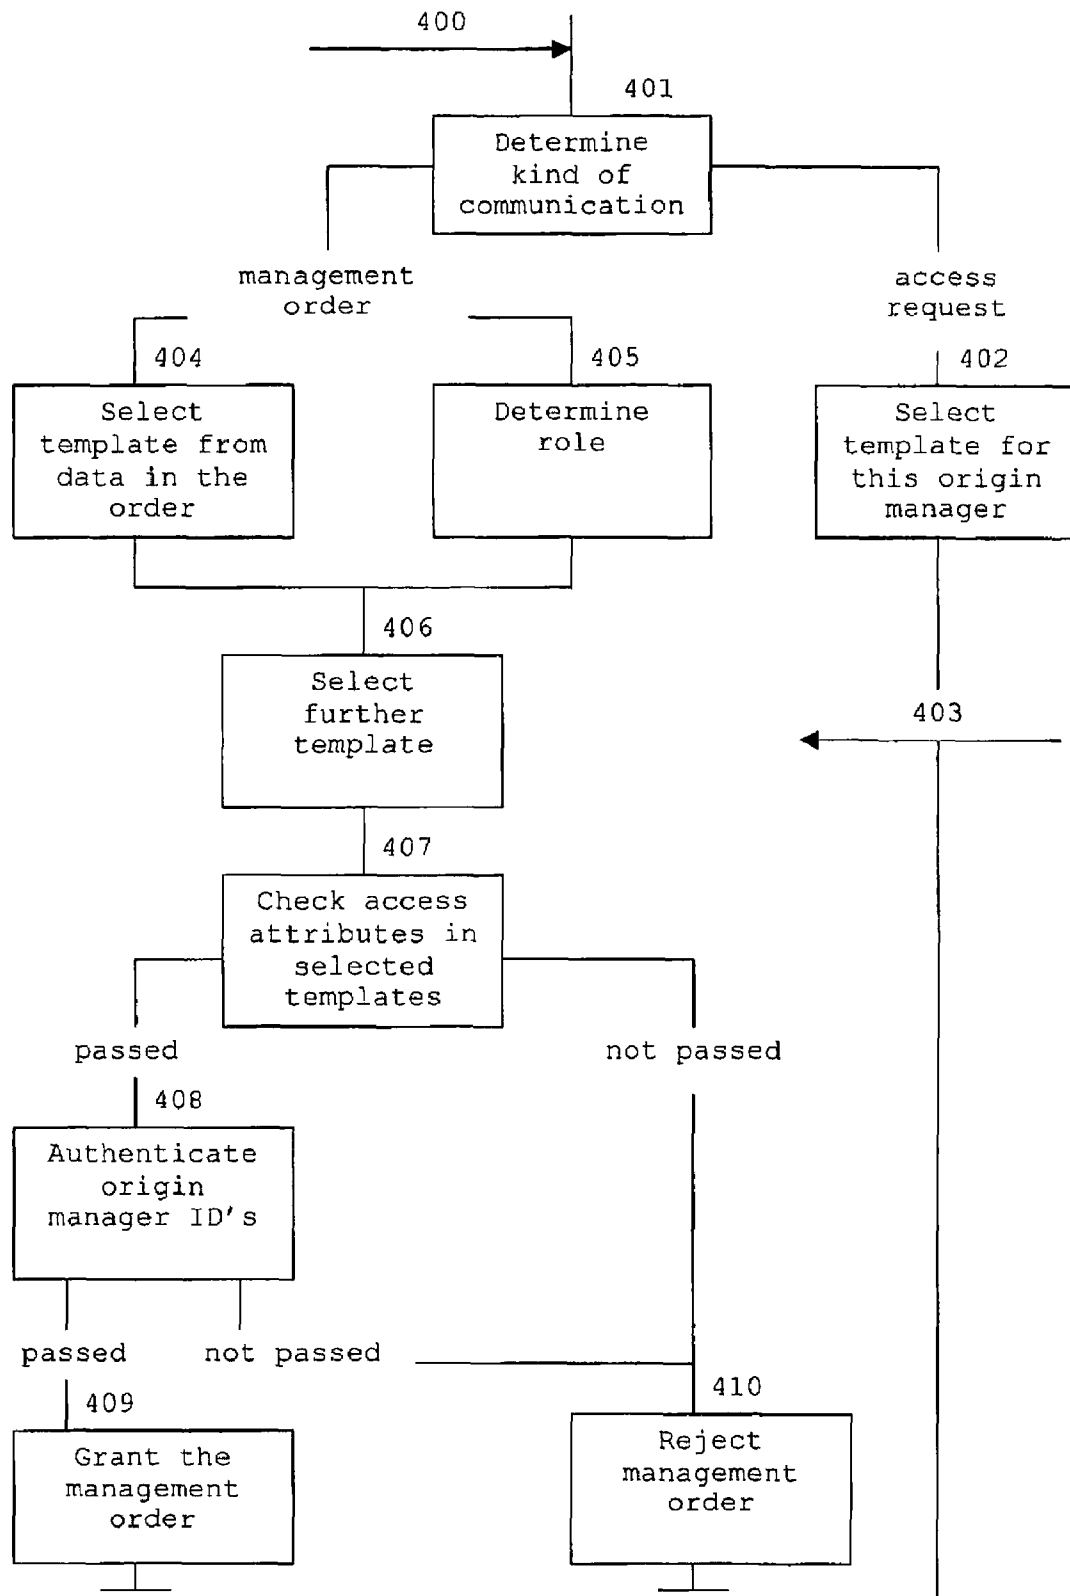 400
401
Determine
kind of
communication
management
order
access
request
404
405
402
Select
template from
data in the
order
Determine
role
Select
template for
this origin
manager
406
403
Select
further
template
407
Check access
attributes in
selected
templates
passed
not passed
408
Authenticate
origin
manager ID's
passed
not passed
409
410
Grant the
management
order
Reject
management
order